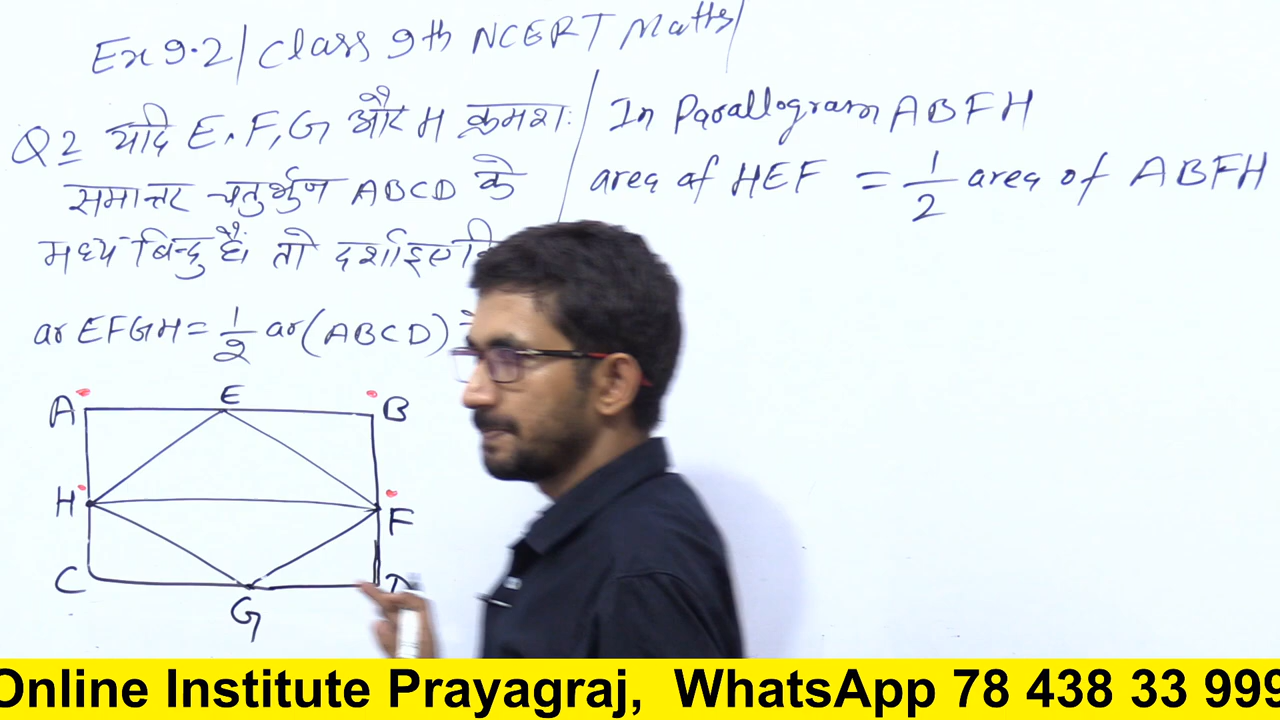 Ex 9.2/ Class 9th NCERT Maths/
Q 2 यदि E, F, G और H क्रमशः
समान्तर चतुर्भुज ABCD के
मध्य बिन्दु है। तो दर्शाइए
ar EFGH = 1/2 ar (ABCD)
A E B
H F
C D
G
In Parallogram ABFH
area of HEF = 1/2 area of ABFH
Online Institute Prayagraj, WhatsApp 78 438 33 999